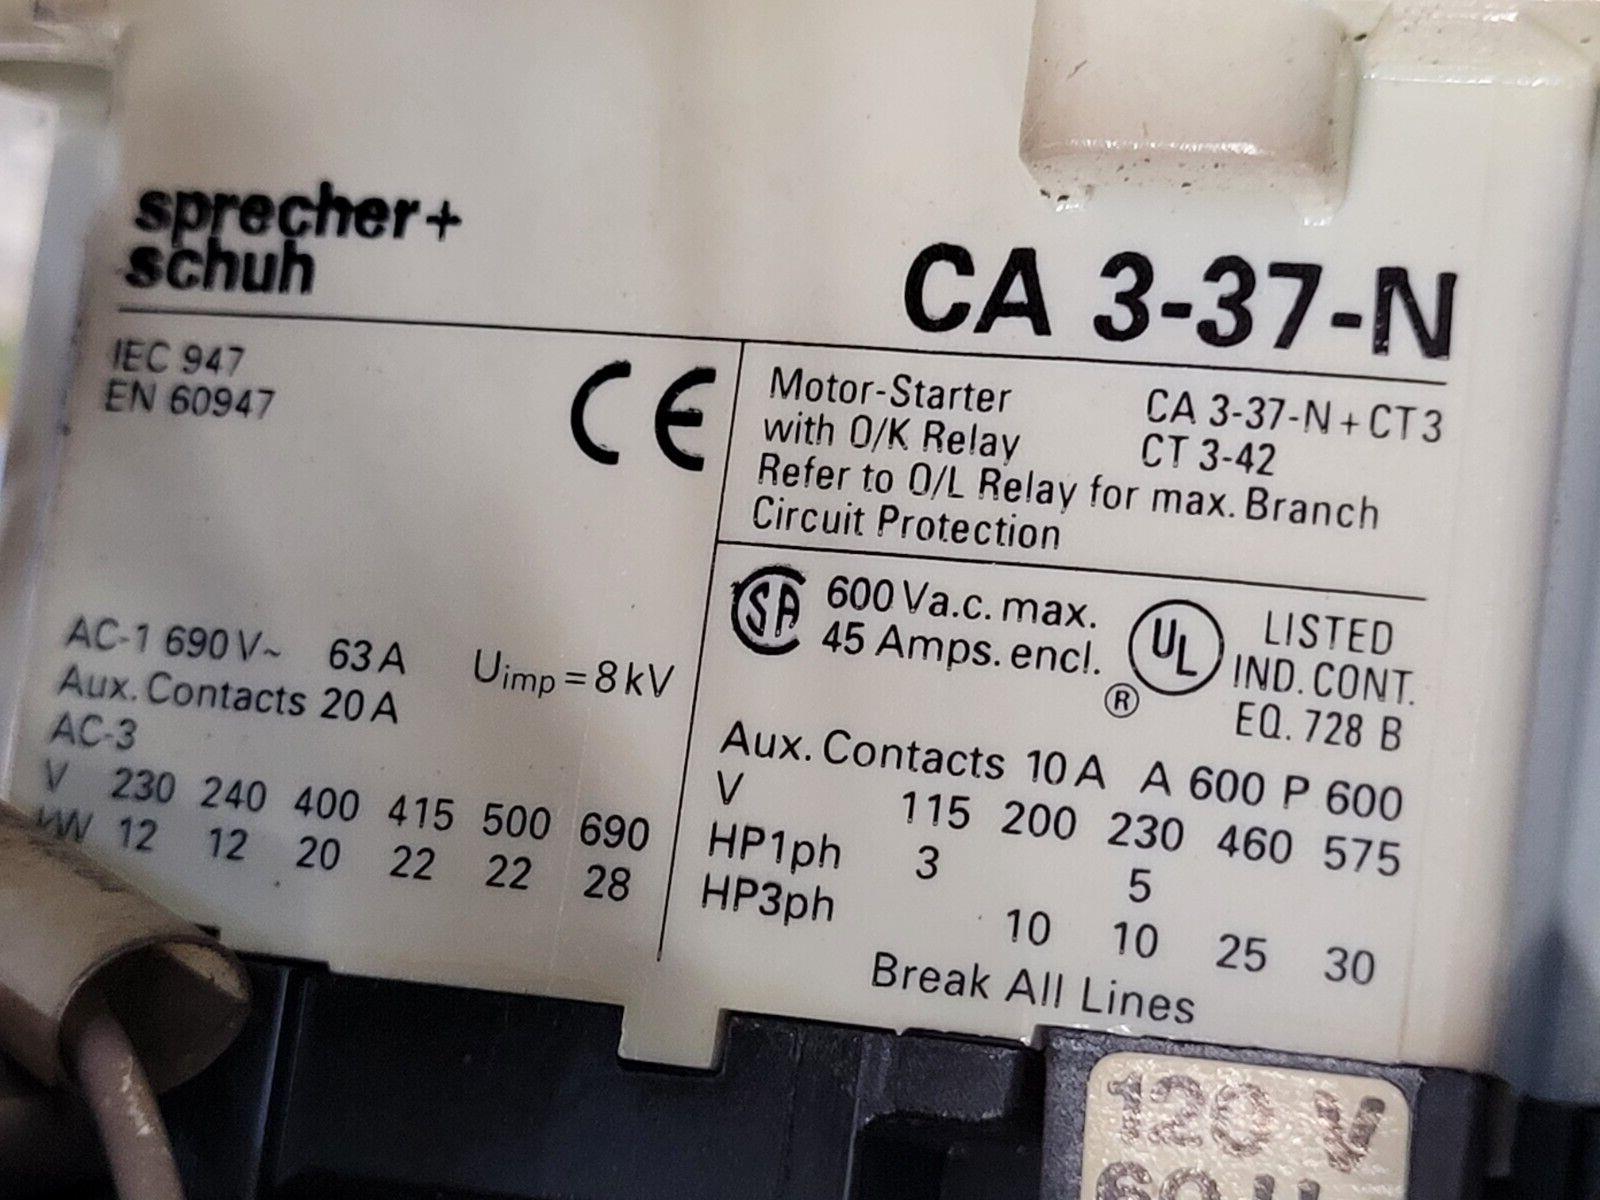 sprecher+
schuh
CA 3-37-N
IEC 947
EN 60947
CE
Motor-Starter CA 3-37-N + CT3
with O/K Relay CT 3-42
Refer to O/L Relay for max. Branch
Circuit Protection
AC-1 690 V~ 63 A
Uimp = 8 kV
Aux. Contacts 20 A
AC-3
V 230 240 400 415 500 690
kW 12 12 20 22 22 28
SA 600 Va.c. max.
45 Amps. encl.
UL ® LISTED
IND. CONT.
EQ. 728 B
Aux. Contacts 10 A A 600 P 600
V 115 200 230 460 575
HP1ph 3 5
HP3ph 10 10 25 30
Break All Lines
120 V
60 H